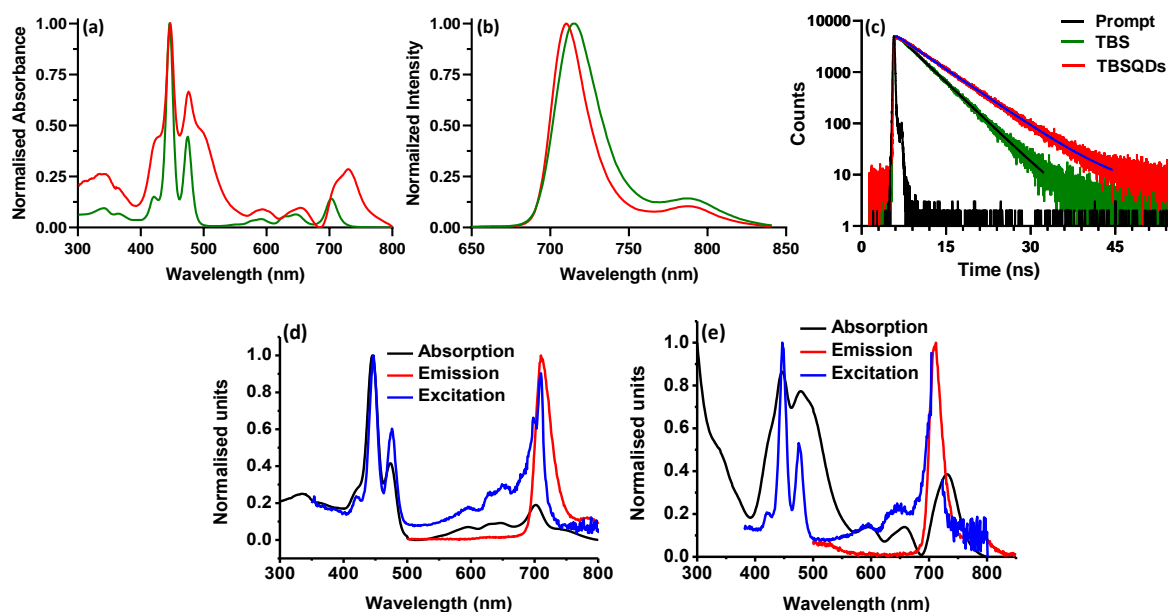 (a)
Normalised Absorbance
1.00
0.75
0.50
0.25
0.00
300 400 500 600 700 800
Wavelength (nm)
(b)
Normailzed Intensity
1.00
0.75
0.50
0.25
0.00
650 700 750 800 850
Wavelength (nm)
(c)
Prompt
TBS
TBSQDs
Counts
10000
1000
100
10
1
0 15 30 45
Time (ns)
(d)
Absorption
Emission
Excitation
Normalised units
1.0
0.8
0.6
0.4
0.2
0.0
300 400 500 600 700 800
Wavelength (nm)
(e)
Absorption
Emission
Excitation
Normalised units
1.0
0.8
0.6
0.4
0.2
0.0
300 400 500 600 700 800
Wavelength (nm)